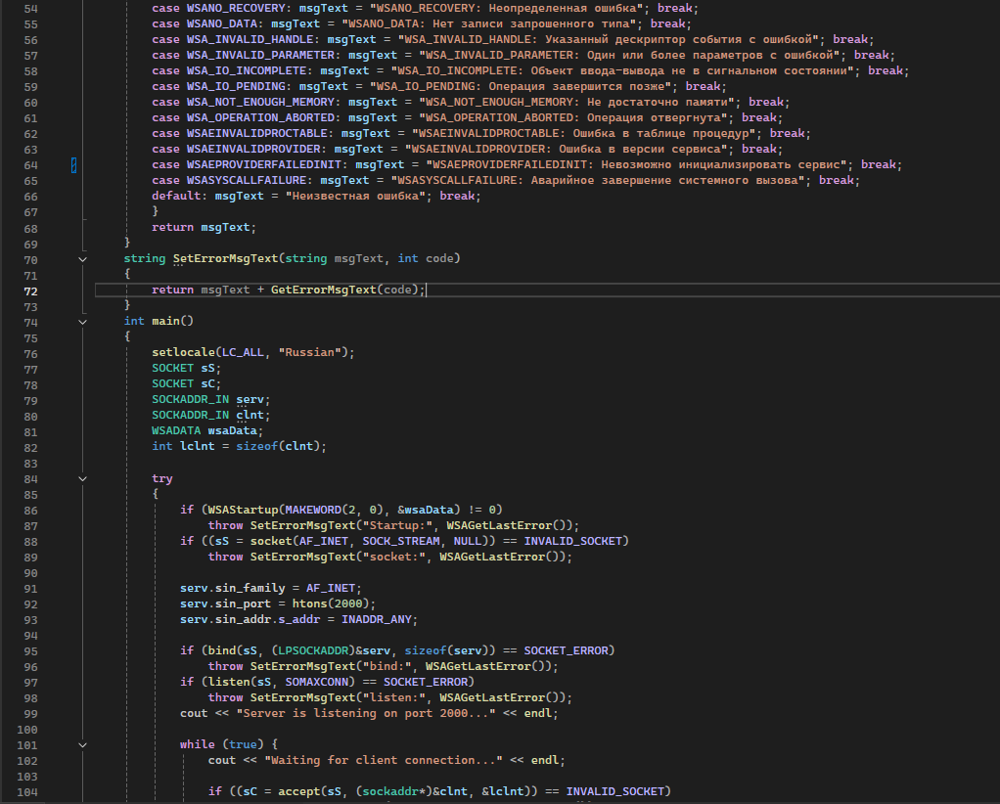 54 case WSANO_RECOVERY: msgText = "WSANO_RECOVERY: Неопределенная ошибка"; break;
55 case WSANO_DATA: msgText = "WSANO_DATA: Нет записи запрошенного типа"; break;
56 case WSA_INVALID_HANDLE: msgText = "WSA_INVALID_HANDLE: Указанный дескриптор события с ошибкой"; break;
57 case WSA_INVALID_PARAMETER: msgText = "WSA_INVALID_PARAMETER: Один или более параметров с ошибкой"; break;
58 case WSA_IO_INCOMPLETE: msgText = "WSA_IO_INCOMPLETE: Объект ввода-вывода не в сигнальном состоянии"; break;
59 case WSA_IO_PENDING: msgText = "WSA_IO_PENDING: Операция завершится позже"; break;
60 case WSA_NOT_ENOUGH_MEMORY: msgText = "WSA_NOT_ENOUGH_MEMORY: Не достаточно памяти"; break;
61 case WSA_OPERATION_ABORTED: msgText = "WSA_OPERATION_ABORTED: Операция отвергнута"; break;
62 case WSAEINVALIDPROCTABLE: msgText = "WSAEINVALIDPROCTABLE: Ошибка в таблице процедур"; break;
63 case WSAEINVALIDPROVIDER: msgText = "WSAEINVALIDPROVIDER: Ошибка в версии сервиса"; break;
64 case WSAEPROVIDERFAILEDINIT: msgText = "WSAEPROVIDERFAILEDINIT: Невозможно инициализировать сервис"; break;
65 case WSASYSCALLFAILURE: msgText = "WSASYSCALLFAILURE: Аварийное завершение системного вызова"; break;
66 default: msgText = "Неизвестная ошибка"; break;
67 }
68 return msgText;
69 }
70 string SetErrorMsgText(string msgText, int code)
71 {
72 return msgText + GetErrorMsgText(code);
73 }
74 int main()
75 {
76 setlocale(LC_ALL, "Russian");
77 SOCKET sS;
78 SOCKET sC;
79 SOCKADDR_IN serv;
80 SOCKADDR_IN clnt;
81 WSADATA wsaData;
82 int lclnt = sizeof(clnt);
83
84 try
85 {
86 if (WSAStartup(MAKEWORD(2, 0), &wsaData) != 0)
87 throw SetErrorMsgText("Startup:", WSAGetLastError());
88 if ((sS = socket(AF_INET, SOCK_STREAM, NULL)) == INVALID_SOCKET)
89 throw SetErrorMsgText("socket:", WSAGetLastError());
90
91 serv.sin_family = AF_INET;
92 serv.sin_port = htons(2000);
93 serv.sin_addr.s_addr = INADDR_ANY;
94
95 if (bind(sS, (LPSOCKADDR)&serv, sizeof(serv)) == SOCKET_ERROR)
96 throw SetErrorMsgText("bind:", WSAGetLastError());
97 if (listen(sS, SOMAXCONN) == SOCKET_ERROR)
98 throw SetErrorMsgText("listen:", WSAGetLastError());
99 cout << "Server is listening on port 2000..." << endl;
100
101 while (true) {
102 cout << "Waiting for client connection..." << endl;
103
104 if ((sC = accept(sS, (sockaddr*)&clnt, &lclnt)) == INVALID_SOCKET)